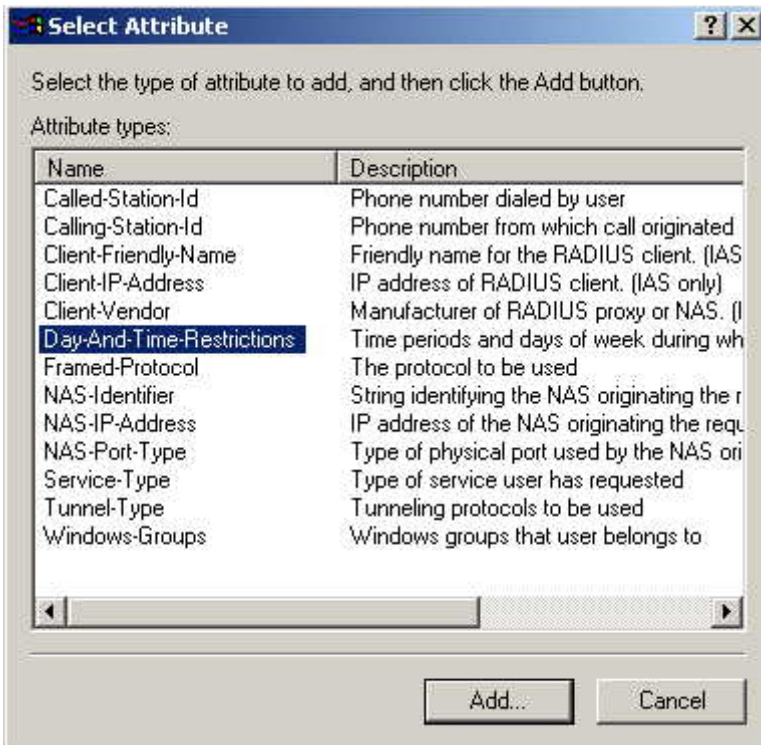 Select Attribute
Select the type of attribute to add, and then click the Add button.
Attribute types:
Name Description
Called-Station-Id Phone number dialed by user
Calling-Station-Id Phone number from which call originated
Client-Friendly-Name Friendly name for the RADIUS client. (IAS
Client-IP-Address IP address of RADIUS client. (IAS only)
Client-Vendor Manufacturer of RADIUS proxy or NAS. (I
Day-And-Time-Restrictions Time periods and days of week during wh
Framed-Protocol The protocol to be used
NAS-Identifier String identifying the NAS originating the r
NAS-IP-Address IP address of the NAS originating the requ
NAS-Port-Type Type of physical port used by the NAS ori
Service-Type Type of service user has requested
Tunnel-Type Tunneling protocols to be used
Windows-Groups Windows groups that user belongs to
Add... Cancel